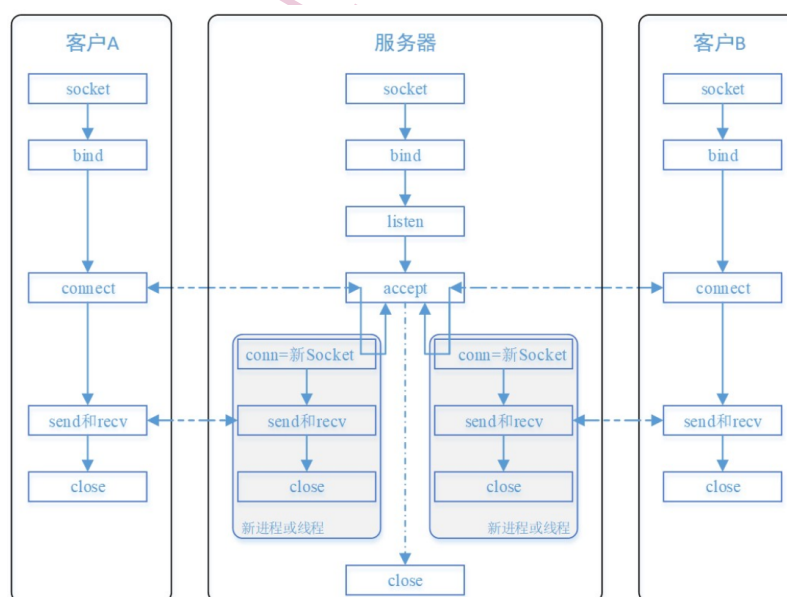 客户A
socket
bind
connect
send和recv
close
服务器
socket
bind
listen
accept
conn=新Socket
send和recv
close
新进程或线程
conn=新Socket
send和recv
close
新进程或线程
close
客户B
socket
bind
connect
send和recv
close